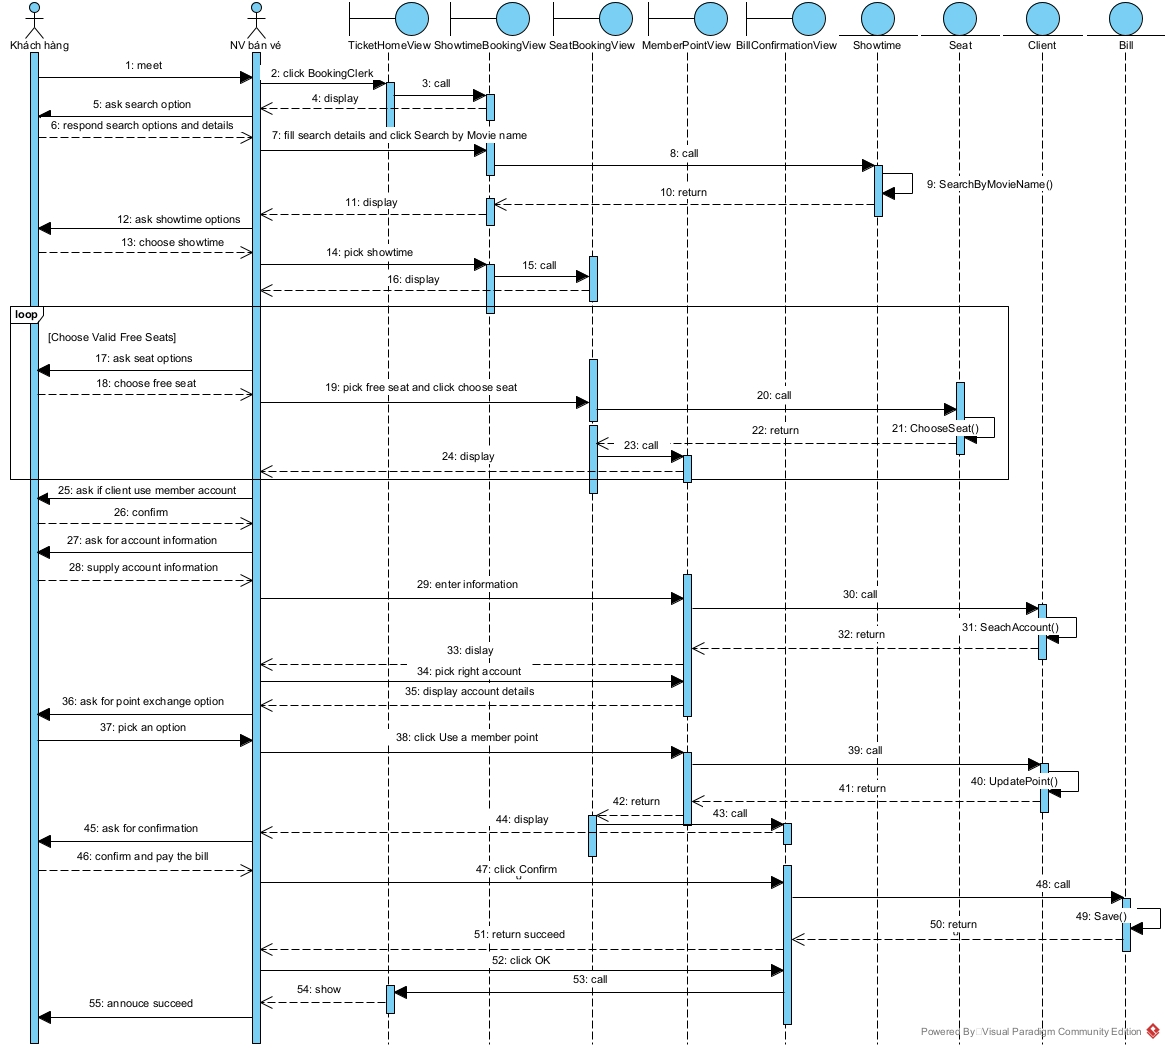 Khách hàng
NV bán vé
TicketHomeView
ShowtimeBookingView
SeatBookingView
MemberPointView
BillConfirmationView
Showtime
Seat
Client
Bill
1: meet
2: click BookingClerk
3: call
4: display
5: ask search option
6: respond search options and details
7: fill search details and click Search by Movie name
8: call
9: SearchByMovieName()
10: return
11: display
12: ask showtime options
13: choose showtime
14: pick showtime
15: call
16: display
loop
[Choose Valid Free Seats]
17: ask seat options
18: choose free seat
19: pick free seat and click choose seat
20: call
21: ChooseSeat()
22: return
23: call
24: display
25: ask if client use member account
26: confirm
27: ask for account information
28: supply account information
29: enter information
30: call
31: SeachAccount()
32: return
33: dislay
34: pick right account
35: display account details
36: ask for point exchange option
37: pick an option
38: click Use a member point
39: call
40: UpdatePoint()
41: return
42: return
43: call
44: display
45: ask for confirmation
46: confirm and pay the bill
47: click Confirm
48: call
49: Save()
50: return
51: return succeed
52: click OK
53: call
54: show
55: annouce succeed
Powered By Visual Paradigm Community Edition